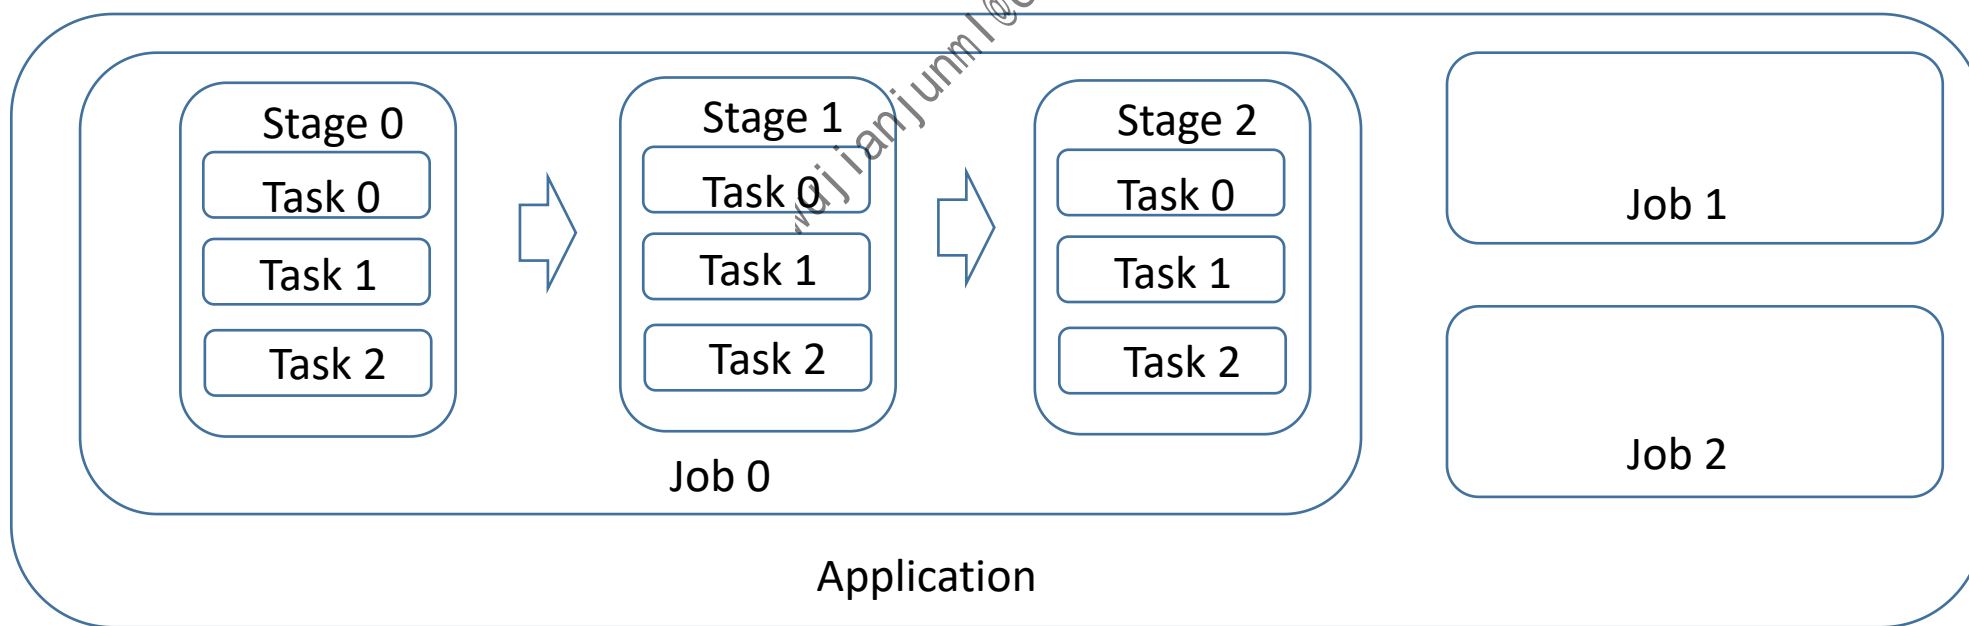 Stage 0
Task 0
Task 1
Task 2
Stage 1
Task 0
Task 1
Task 2
Stage 2
Task 0
Task 1
Task 2
Job 0
Job 1
Job 2
Application